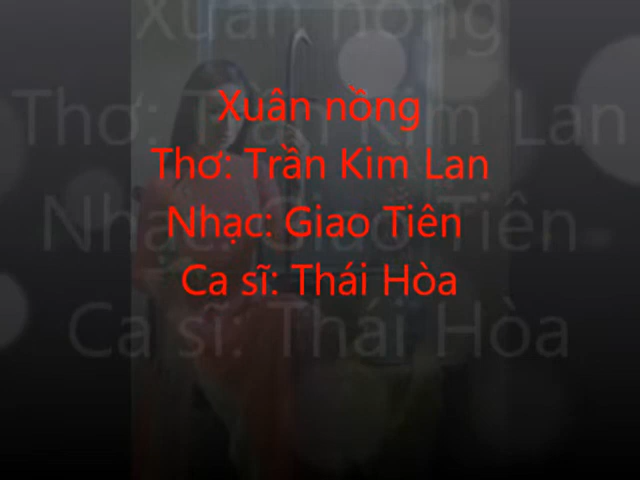 Xuân nồng
Thơ: Trần Kim Lan
Nhạc: Giao Tiên
Ca sĩ: Thái Hòa